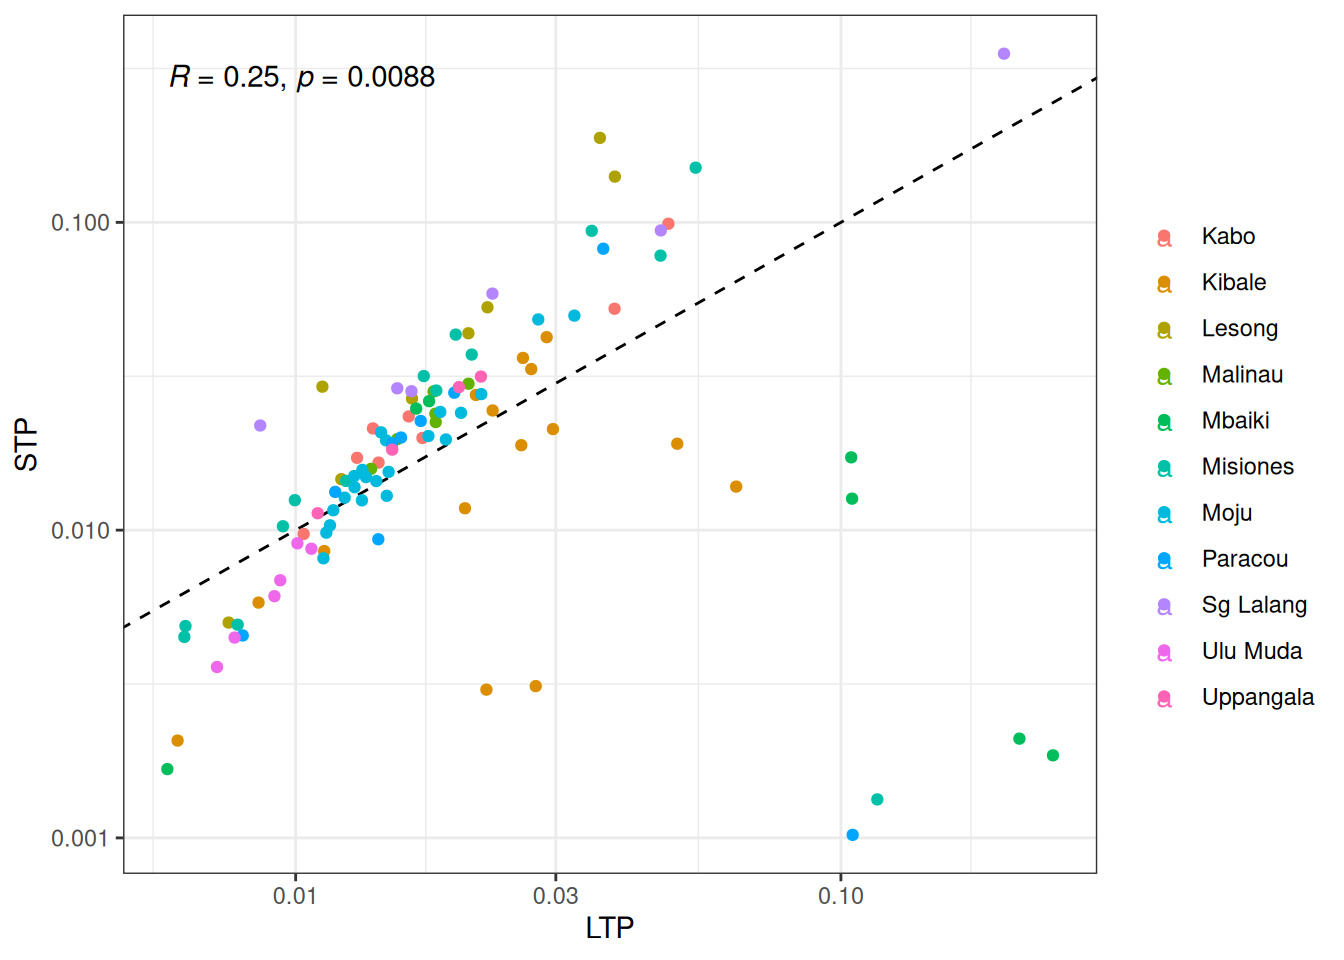 R = 0.25, p = 0.0088
0.100
0.010
0.001
STP
0.01
0.03
0.10
LTP
a Kabo
a Kibale
a Lesong
a Malinau
a Mbaiki
a Misiones
a Moju
a Paracou
a Sg Lalang
a Ulu Muda
a Uppangala